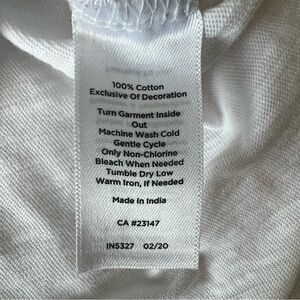 100% Cotton
Exclusive Of Decoration
Turn Garment Inside
Out
Machine Wash Cold
Gentle Cycle
Only Non-Chlorine
Bleach When Needed
Tumble Dry Low
Warm Iron, If Needed
Made in India
CA #23147
IN5327 02/20